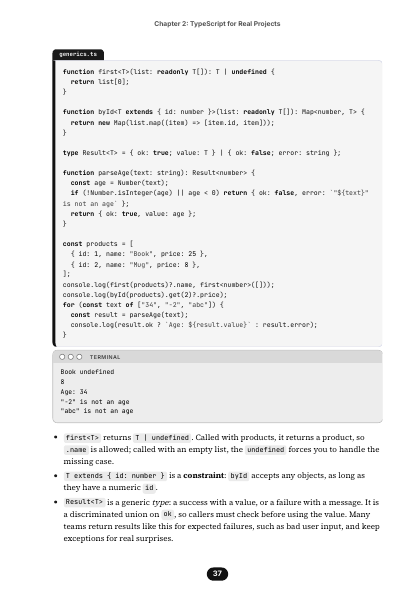 Chapter 2: TypeScript for Real Projects
generics.ts
function first<T>(list: readonly T[]): T | undefined {
  return list[0];
}
function byId<T extends { id: number }>(list: readonly T[]): Map<number, T> {
  return new Map(list.map((item) => [item.id, item]));
}
type Result<T> = { ok: true; value: T } | { ok: false; error: string };
function parseAge(text: string): Result<number> {
  const age = Number(text);
  if (!Number.isInteger(age) || age < 0) return { ok: false, error: `"${text}"
is not an age` };
  return { ok: true, value: age };
}
const products = [
  { id: 1, name: "Book", price: 25 },
  { id: 2, name: "Mug", price: 8 },
];
console.log(first(products)?.name, first<number>([]));
console.log(byId(products).get(2)?.price);
for (const text of ["34", "-2", "abc"]) {
  const result = parseAge(text);
  console.log(result.ok ? `Age: ${result.value}` : result.error);
}
TERMINAL
Book undefined
8
Age: 34
"-2" is not an age
"abc" is not an age
• first<T> returns T | undefined. Called with products, it returns a product, so
.name is allowed; called with an empty list, the undefined forces you to handle the
missing case.
• T extends { id: number } is a constraint: byId accepts any objects, as long as
they have a numeric id.
• Result<T> is a generic type: a success with a value, or a failure with a message. It is
a discriminated union on ok, so callers must check before using the value. Many
teams return results like this for expected failures, such as bad user input, and keep
exceptions for real surprises.
37